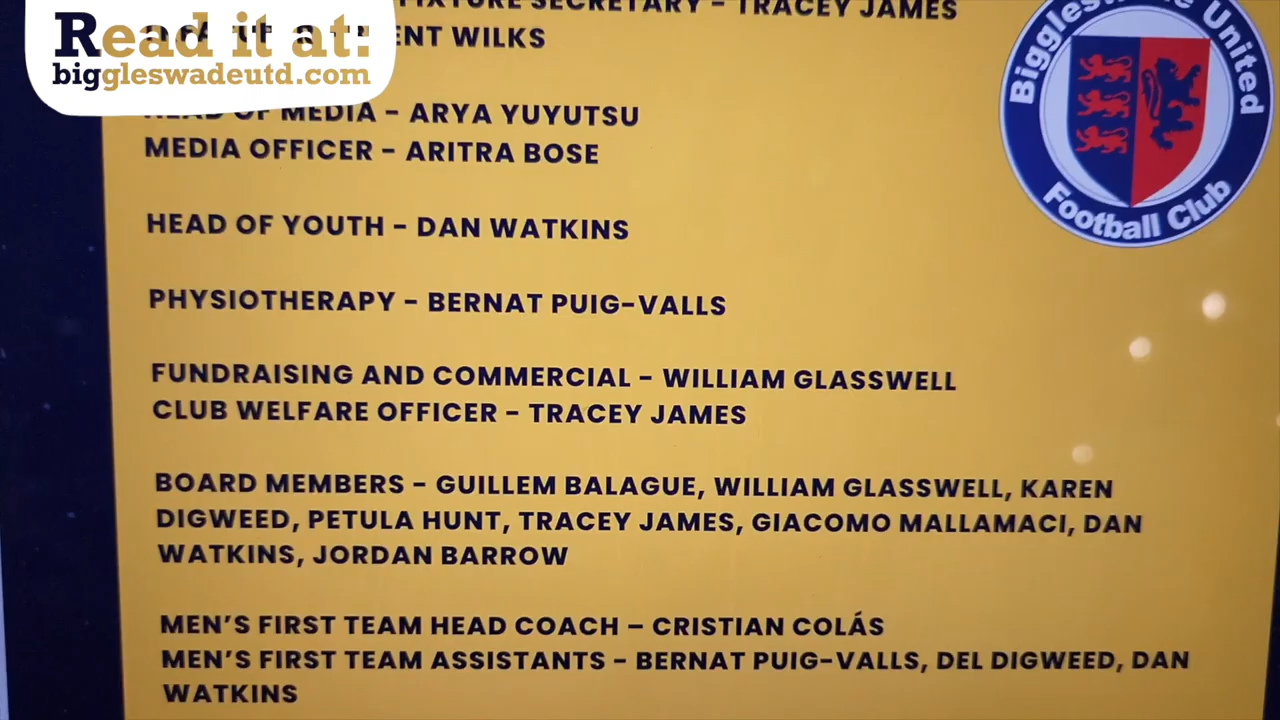 Read it at:
biggleswadeutd.com
FIXTURE SECRETARY - TRACEY JAMES
WILKS
HEAD OF MEDIA - ARYA YUYUTSU
MEDIA OFFICER - ARITRA BOSE
HEAD OF YOUTH - DAN WATKINS
PHYSIOTHERAPY - BERNAT PUIG-VALLS
FUNDRAISING AND COMMERCIAL - WILLIAM GLASSWELL
CLUB WELFARE OFFICER - TRACEY JAMES
BOARD MEMBERS - GUILLEM BALAGUE, WILLIAM GLASSWELL, KAREN
DIGWEED, PETULA HUNT, TRACEY JAMES, GIACOMO MALLAMACI, DAN
WATKINS, JORDAN BARROW
MEN'S FIRST TEAM HEAD COACH – CRISTIAN COLÁS
MEN'S FIRST TEAM ASSISTANTS - BERNAT PUIG-VALLS, DEL DIGWEED, DAN
WATKINS
Biggleswade United
Football Club